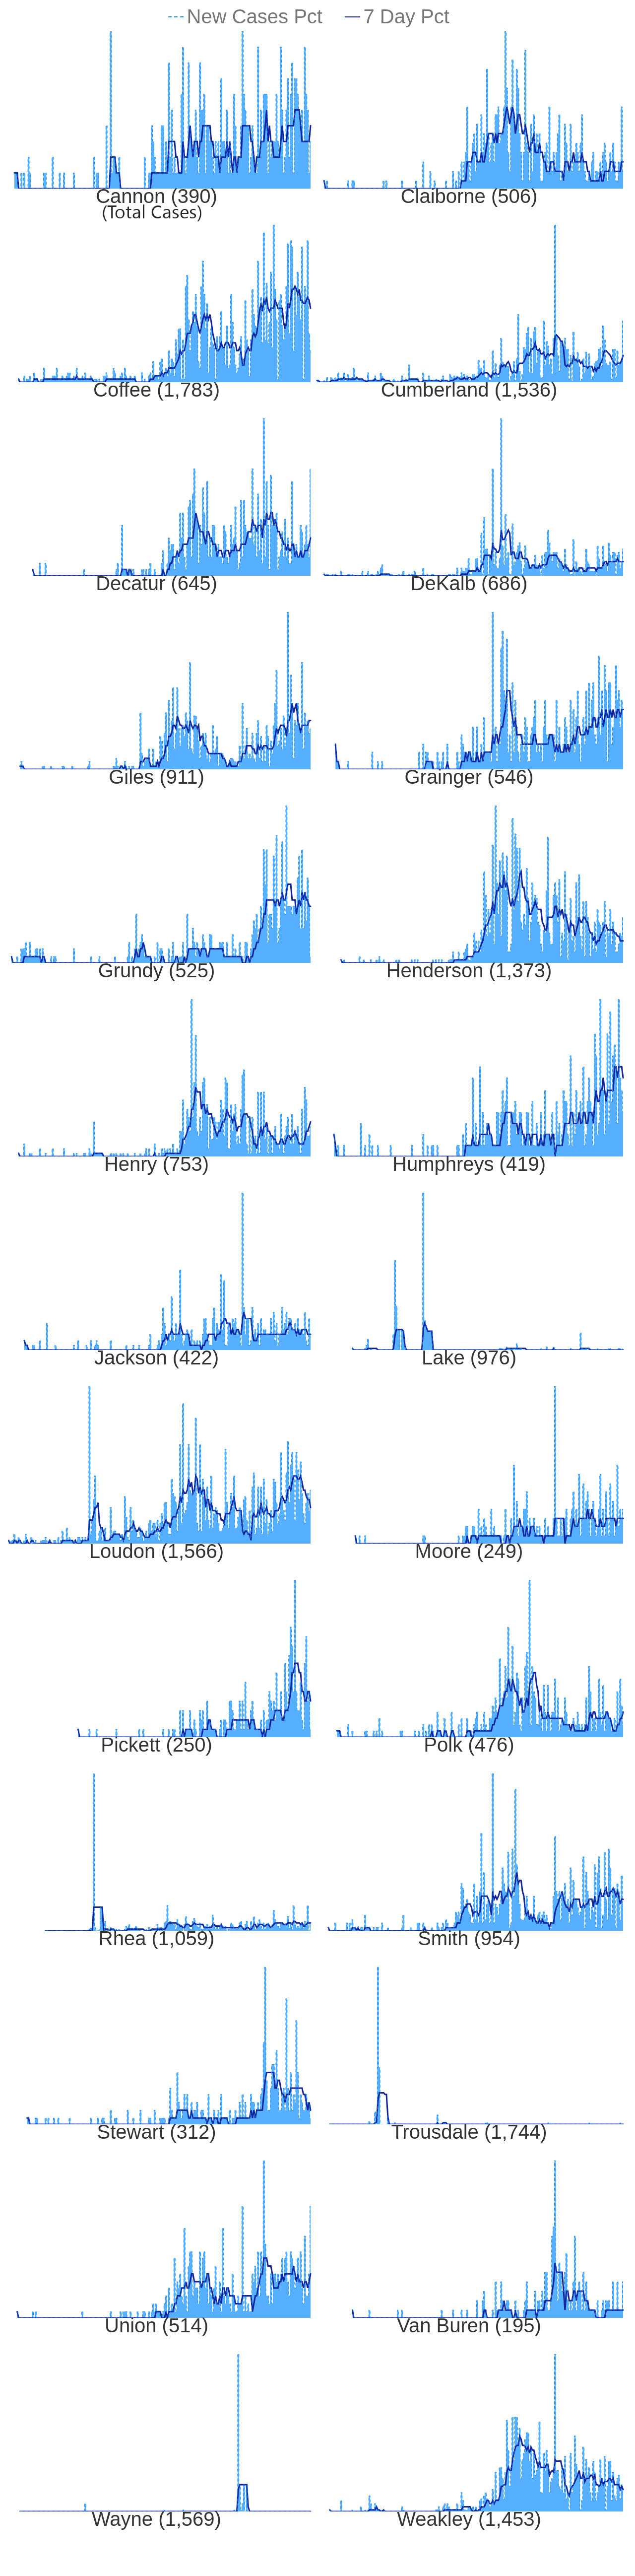 New Cases Pct 7 Day Pct
Cannon (390) Claiborne (506)
(Total Cases)
Coffee (1,783) Cumberland (1,536)
Decatur (645) DeKalb (686)
Giles (911) Grainger (546)
Grundy (525) Henderson (1,373)
Henry (753) Humphreys (419)
Jackson (422) Lake (976)
Loudon (1,566) Moore (249)
Pickett (250) Polk (476)
Rhea (1,059) Smith (954)
Stewart (312) Trousdale (1,744)
Union (514) Van Buren (195)
Wayne (1,569) Weakley (1,453)